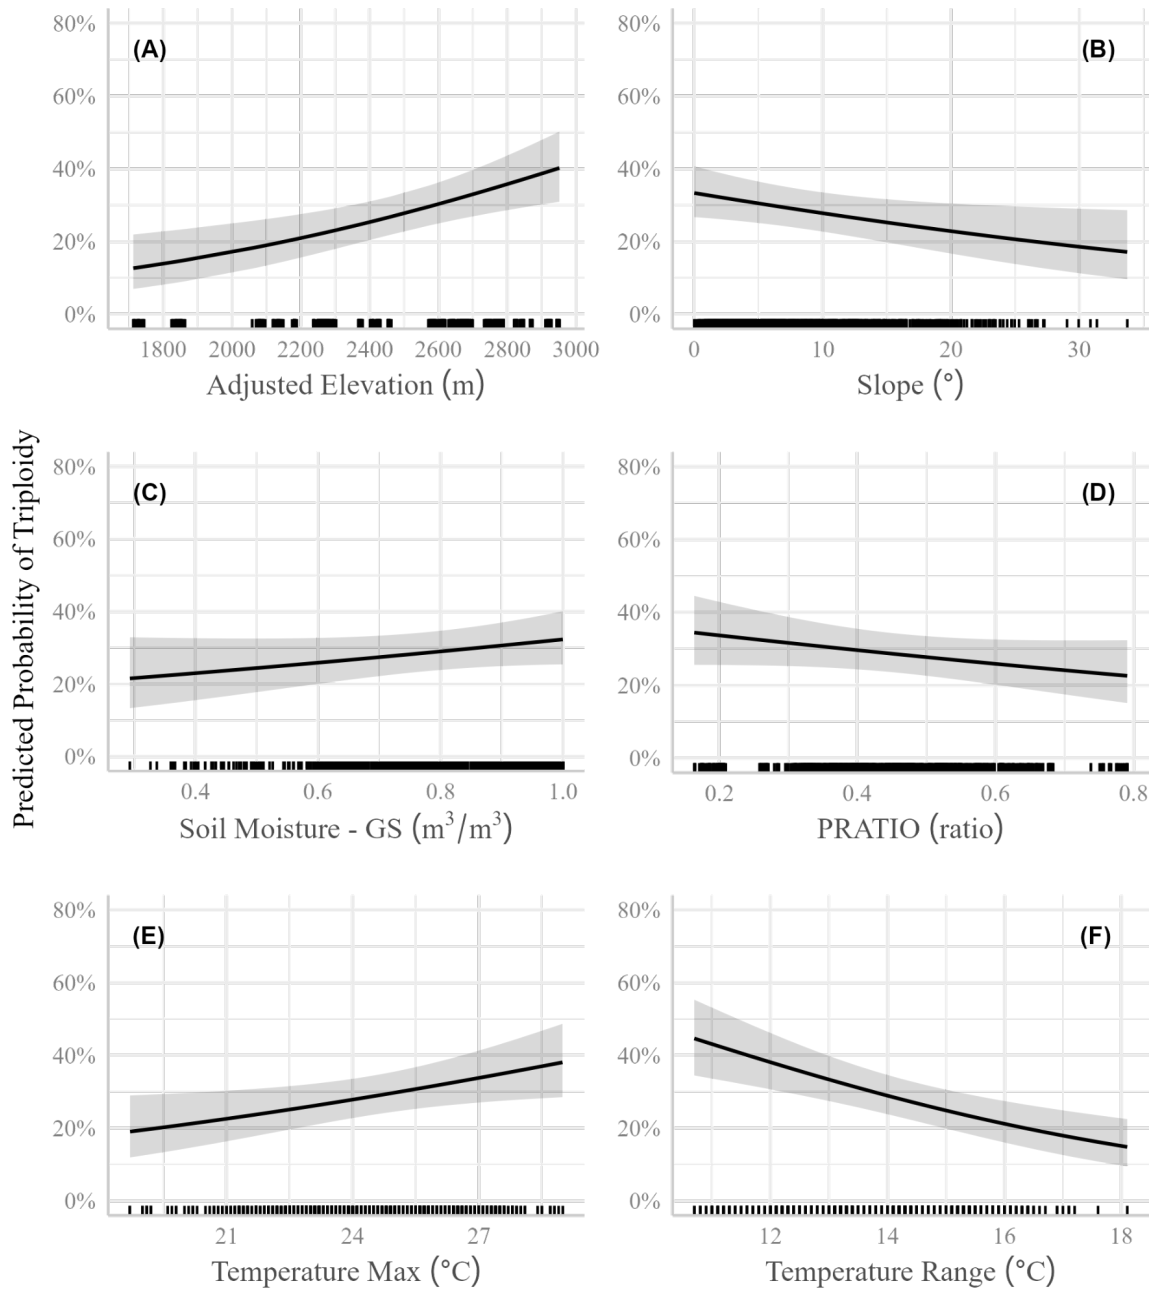 80%
(A)
60%
40%
20%
0%
1800 2000 2200 2400 2600 2800 3000
Adjusted Elevation (m)
80%
(B)
60%
40%
20%
0%
0 10 20 30
Slope (°)
Predicted Probability of Triploidy
80%
(C)
60%
40%
20%
0%
0.4 0.6 0.8 1.0
Soil Moisture - GS (m³/m³)
80%
(D)
60%
40%
20%
0%
0.2 0.4 0.6 0.8
PRATIO (ratio)
80%
(E)
60%
40%
20%
0%
21 24 27
Temperature Max (°C)
80%
(F)
60%
40%
20%
0%
12 14 16 18
Temperature Range (°C)